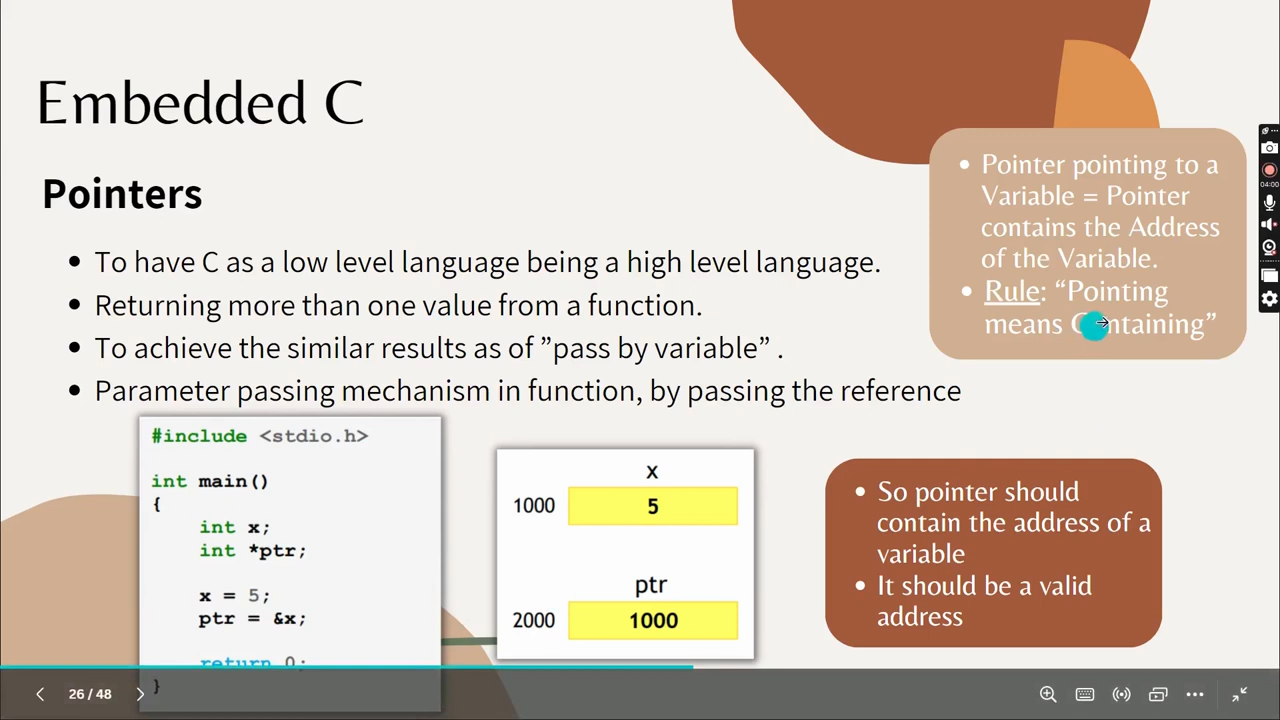 Embedded C
Pointers
• To have C as a low level language being a high level language.
• Returning more than one value from a function.
• To achieve the similar results as of ”pass by variable” .
• Parameter passing mechanism in function, by passing the reference
• Pointer pointing to a
Variable = Pointer
contains the Address
of the Variable.
• Rule: “Pointing
means Containing”
#include <stdio.h>
int main()
{
int x;
int *ptr;
x = 5;
ptr = &x;
return 0;
}
x
1000 5
ptr
2000 1000
• So pointer should
contain the address of a
variable
• It should be a valid
address
04:00
26 / 48